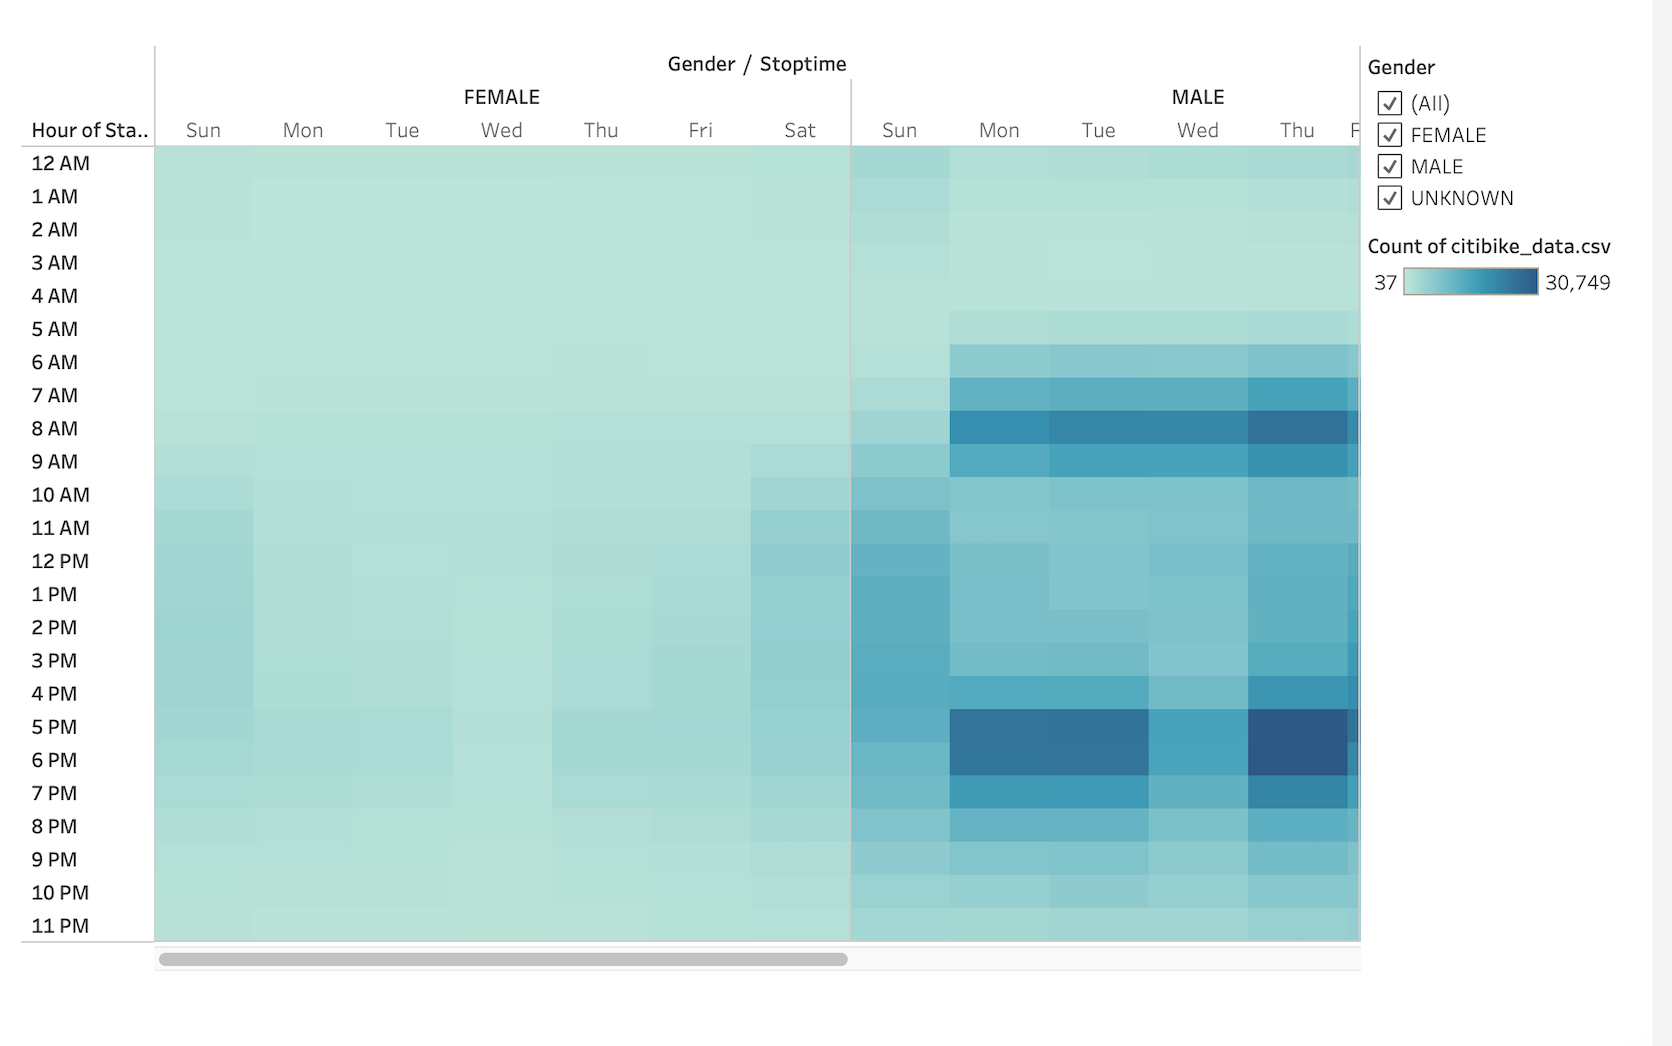 Gender / Stoptime
FEMALE MALE
Hour of Sta.. Sun Mon Tue Wed Thu Fri Sat Sun Mon Tue Wed Thu F
12 AM
1 AM
2 AM
3 AM
4 AM
5 AM
6 AM
7 AM
8 AM
9 AM
10 AM
11 AM
12 PM
1 PM
2 PM
3 PM
4 PM
5 PM
6 PM
7 PM
8 PM
9 PM
10 PM
11 PM
Gender
(All)
FEMALE
MALE
UNKNOWN
Count of citibike_data.csv
37 30,749